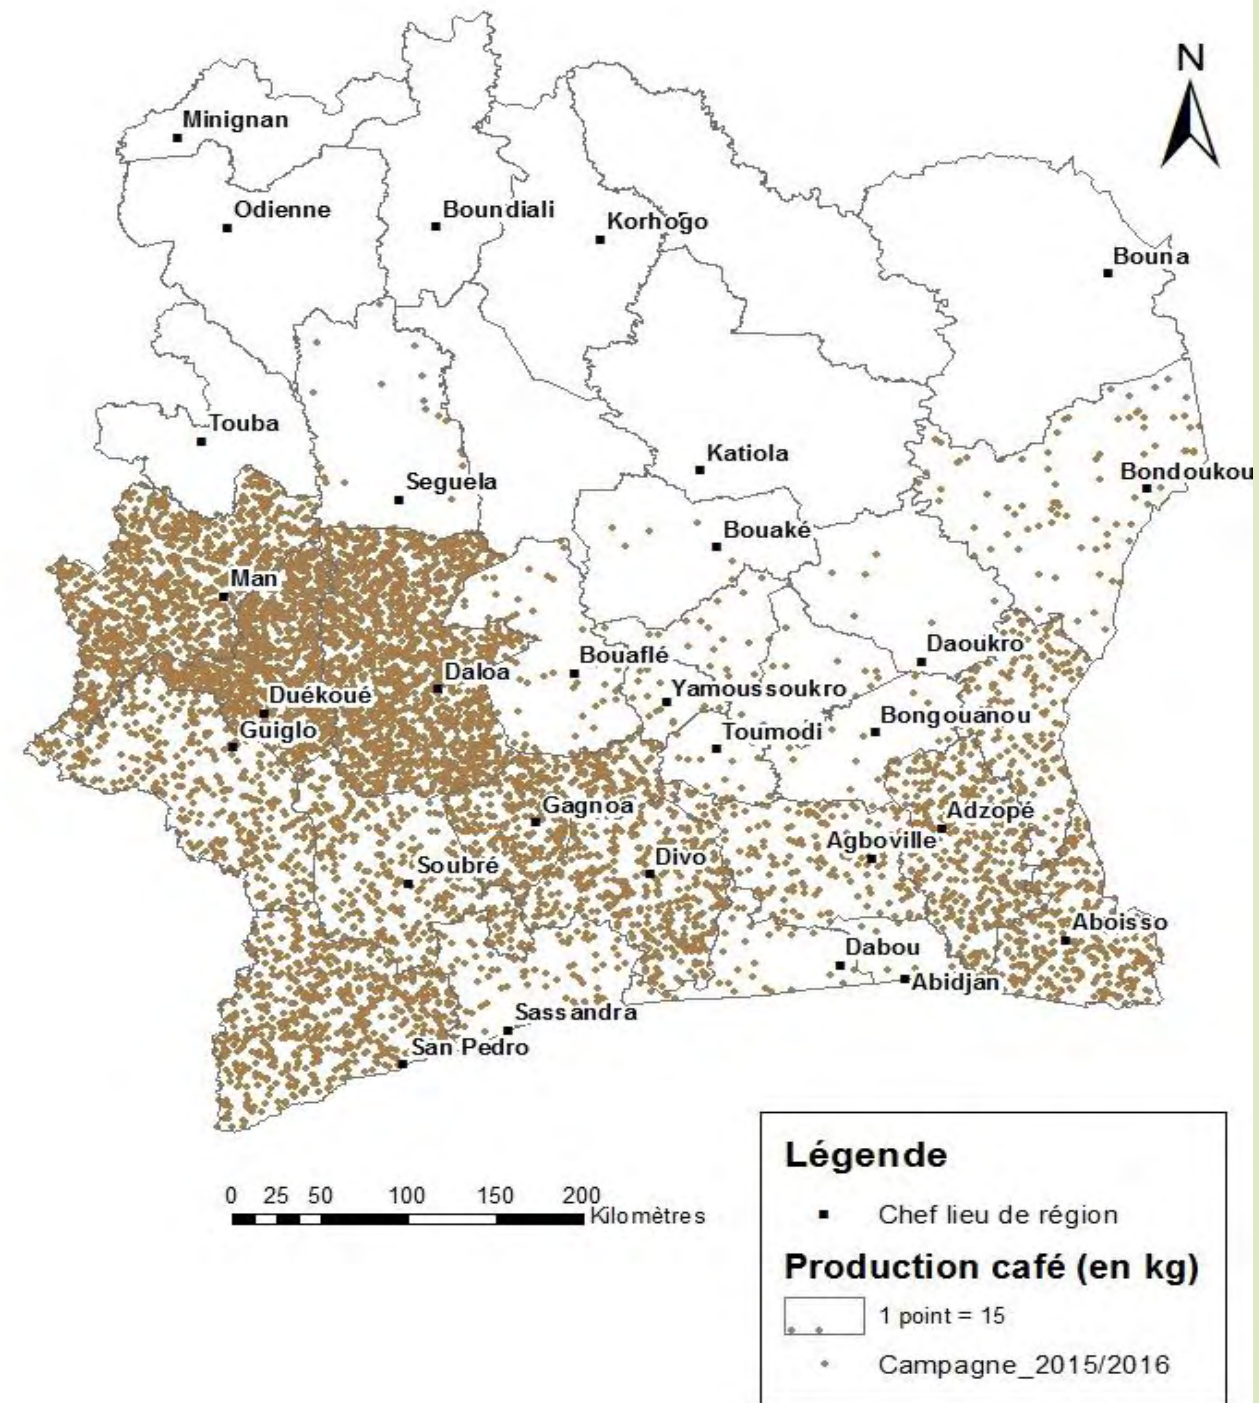 N
Minignan
Odienne
Boundiali
Korhogo
Bouna
Touba
Seguela
Katiola
Bondoukou
Bouaké
Man
Daoukro
Bouaflé
Daloa
Yamoussoukro
Duékoué
Bongouanou
Guiglo
Toumodi
Gagnoa
Adzopé
Agboville
Divo
Soubré
Aboisso
Dabou
Abidjan
Sassandra
San Pedro
0 25 50 100 150 200
Kilomètres
Légende
Chef lieu de région
Production café (en kg)
1 point = 15
Campagne_2015/2016